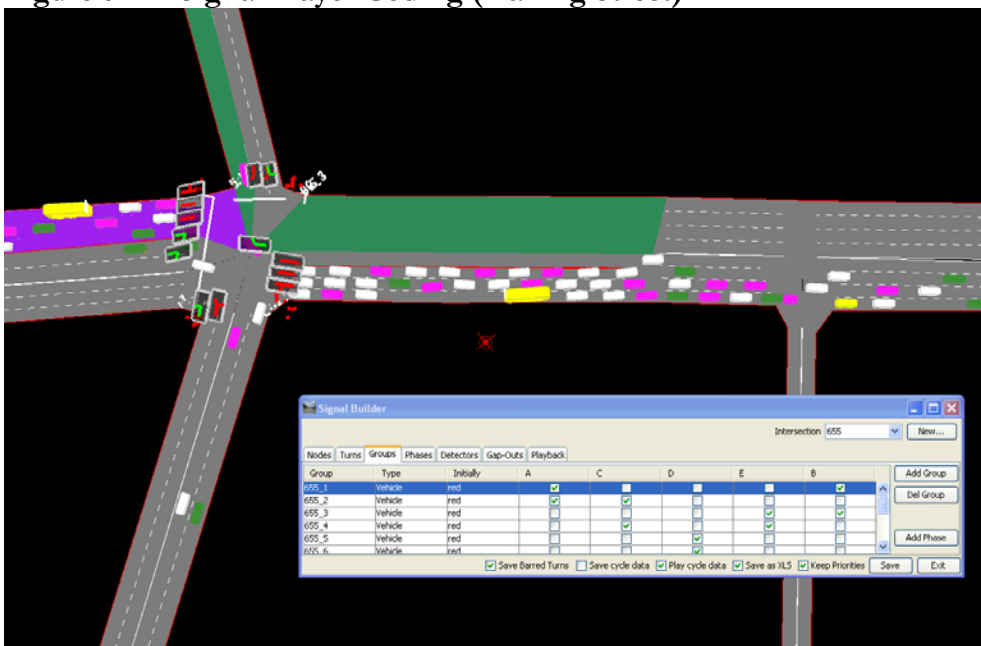 655_3
Signal Builder
Intersection 655 New...
Nodes Turns Groups Phases Detectors Gap-Outs Playback
Group Type Initially A C D E B Add Group
655_1 Vehicle red
Del Group
655_2 Vehicle red
655_3 Vehicle red
655_4 Vehicle red
655_5 Vehicle red Add Phase
655_6 Vehicle red
Save Barred Turns Save cycle data Play cycle data Save as XLS Keep Priorities Save Exit